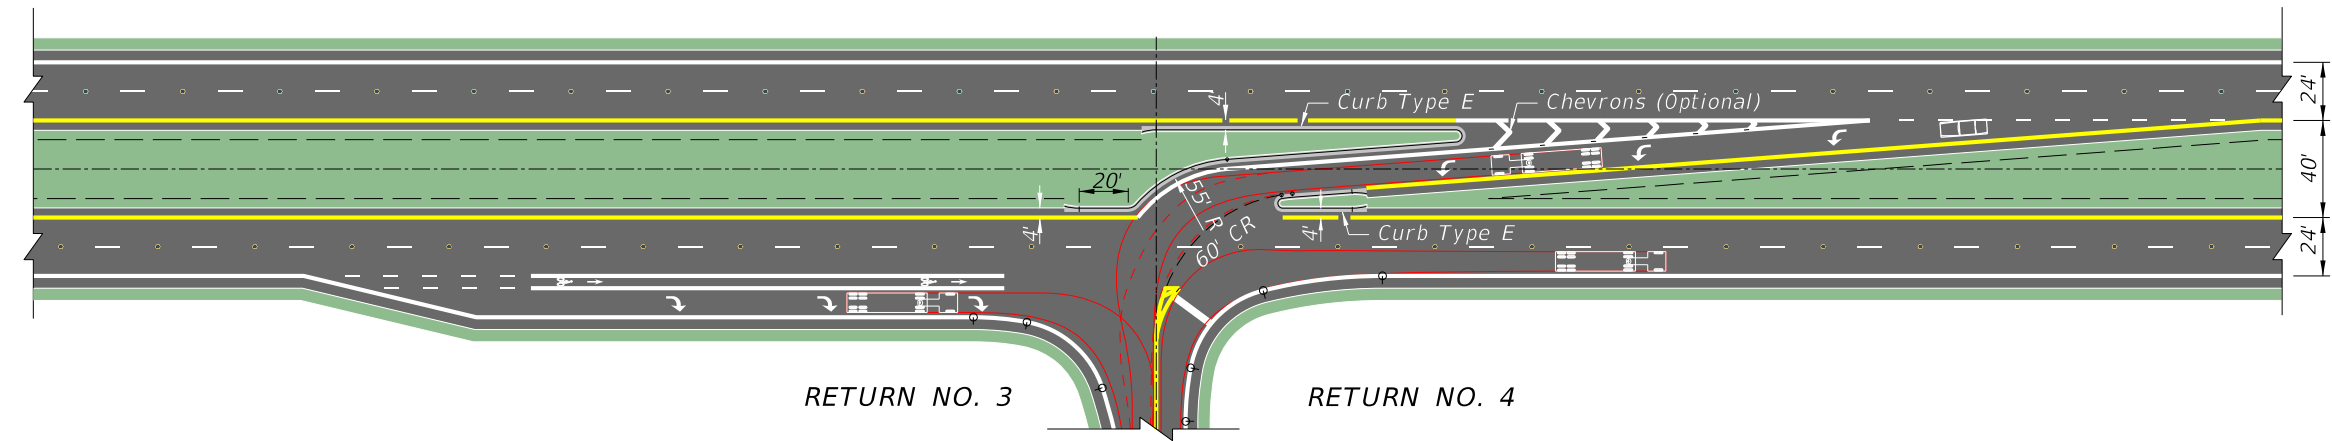 24'
4'
Curb Type E
Chevrons (Optional)
40'
20'
55' R
60' CR
4'
4'
Curb Type E
24'
RETURN NO. 3
RETURN NO. 4